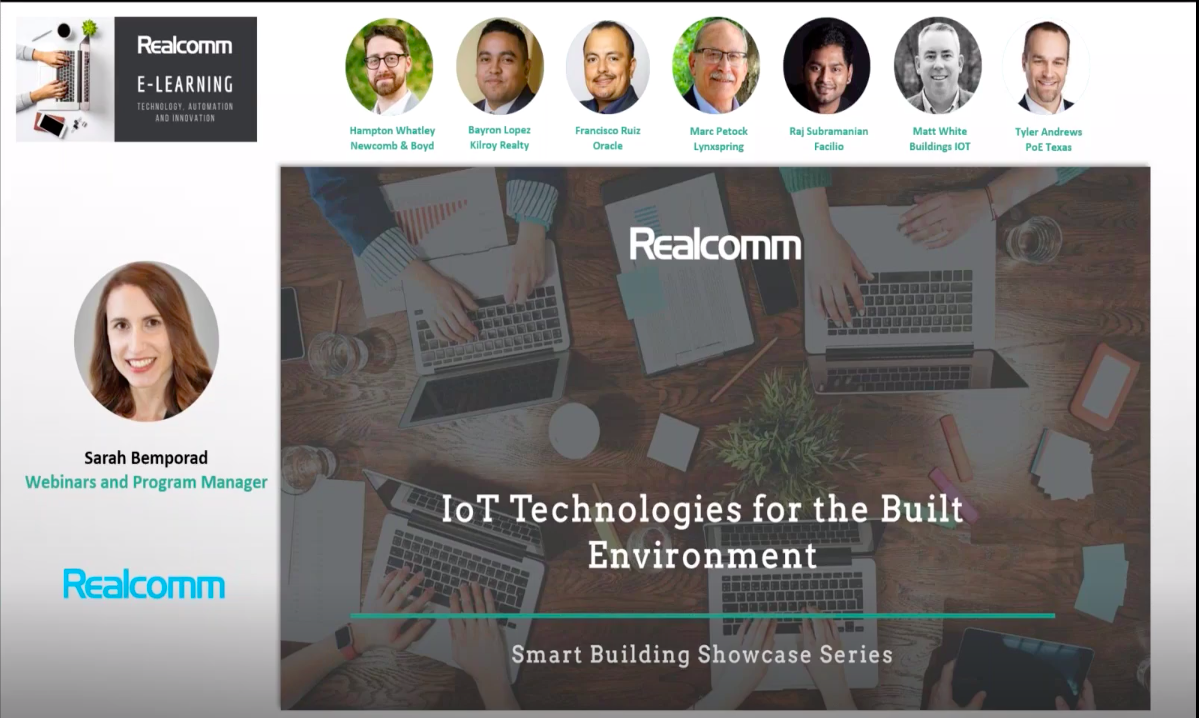 Realcomm
E-LEARNING
TECHNOLOGY, AUTOMATION
AND INNOVATION
Hampton Whatley
Newcomb & Boyd
Bayron Lopez
Kilroy Realty
Francisco Ruiz
Oracle
Marc Petock
Lynxspring
Raj Subramanian
Facilio
Matt White
Buildings IOT
Tyler Andrews
PoE Texas
Sarah Bemporad
Webinars and Program Manager
Realcomm
Realcomm
IoT Technologies for the Built
Environment
Smart Building Showcase Series